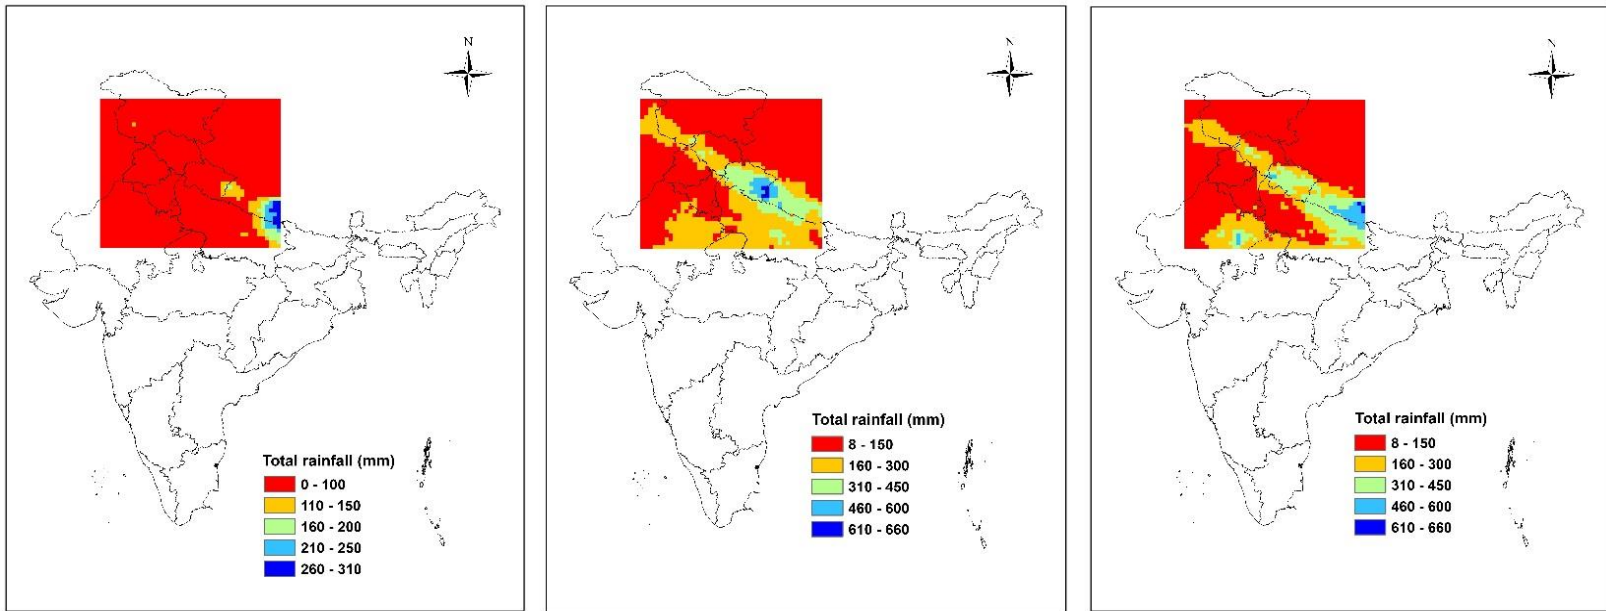 N
Total rainfall (mm)
0 - 100
110 - 150
160 - 200
210 - 250
260 - 310
N
Total rainfall (mm)
8 - 150
160 - 300
310 - 450
460 - 600
610 - 660
N
Total rainfall (mm)
8 - 150
160 - 300
310 - 450
460 - 600
610 - 660